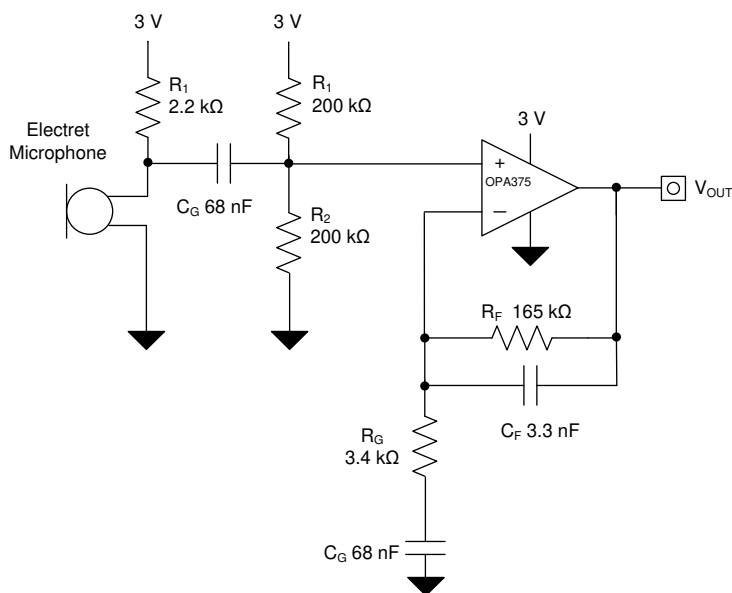 3 V
3 V
R1
2.2 kΩ
R1
200 kΩ
Electret
Microphone
3 V
+
OPA375
–
VOUT
CG 68 nF
R2
200 kΩ
RF 165 kΩ
CF 3.3 nF
RG
3.4 kΩ
CG 68 nF